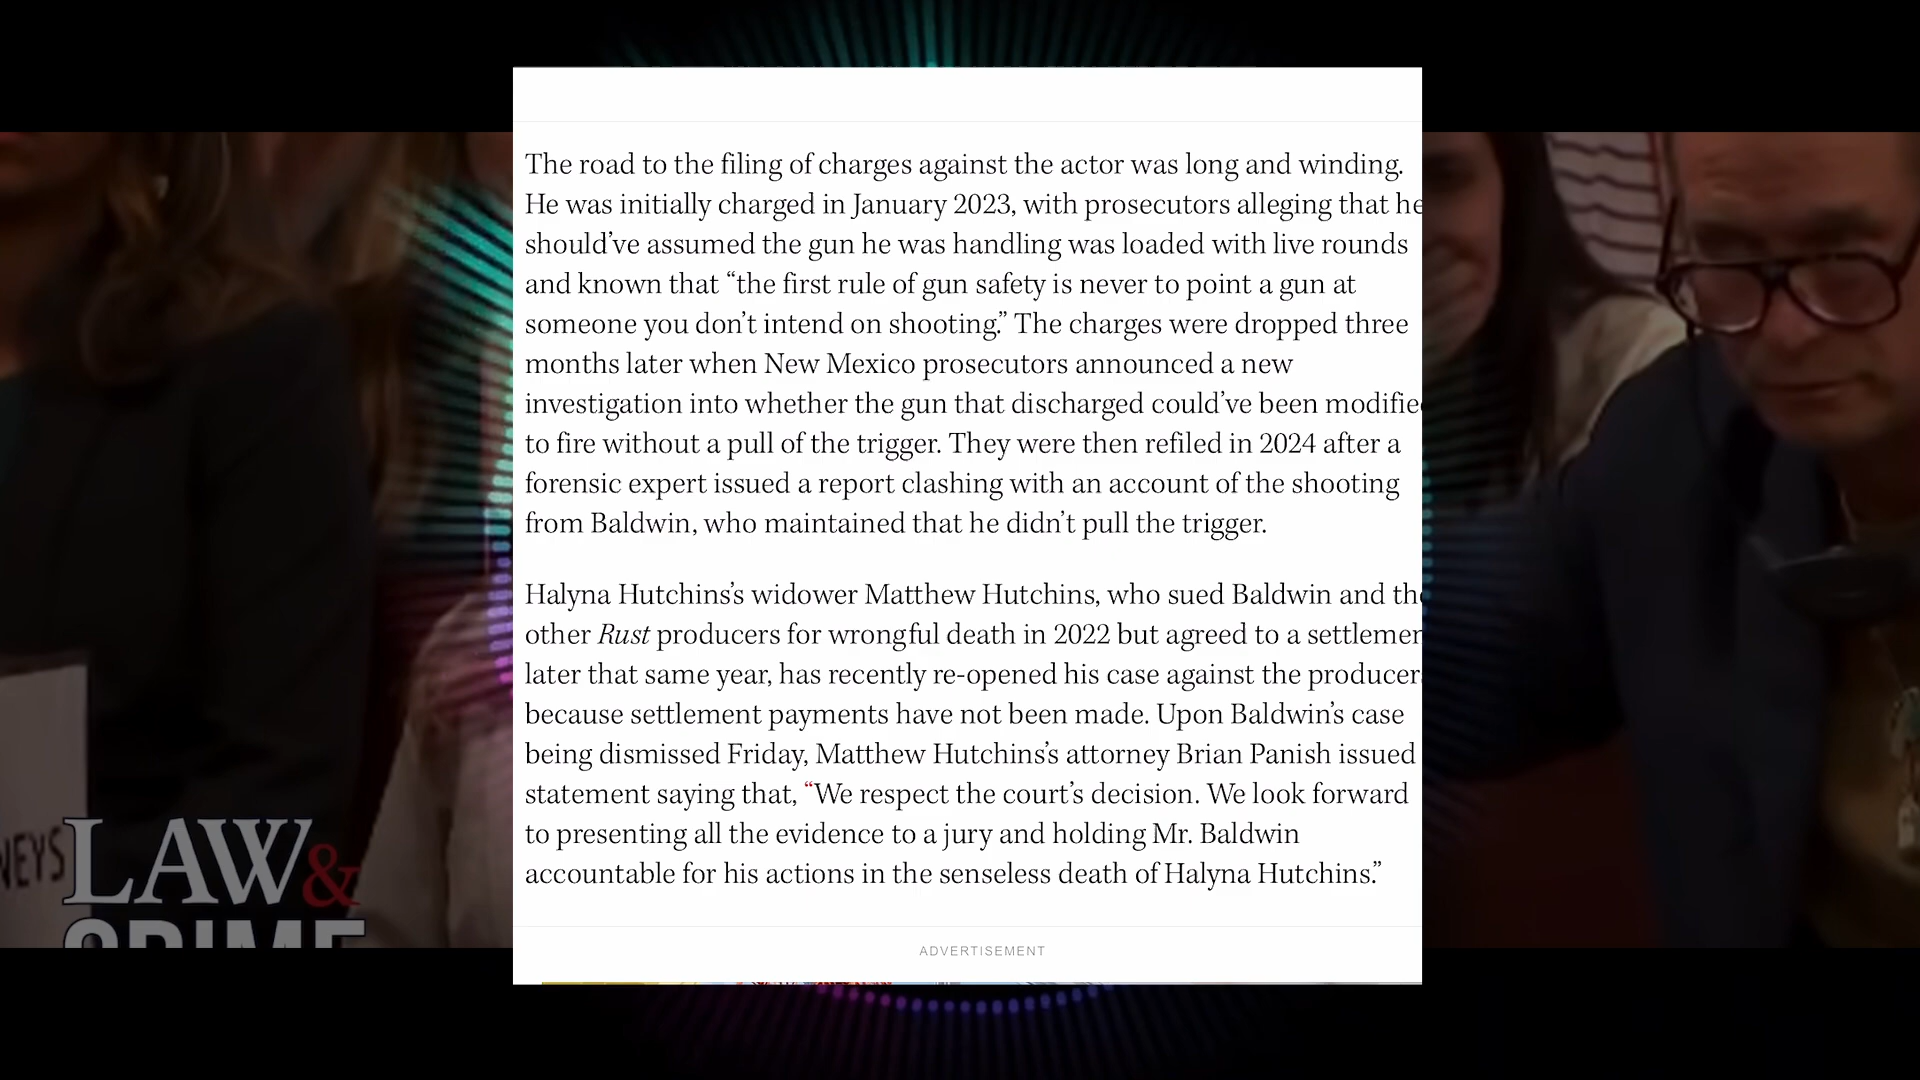 The road to the filing of charges against the actor was long and winding.
He was initially charged in January 2023, with prosecutors alleging that he
should’ve assumed the gun he was handling was loaded with live rounds
and known that “the first rule of gun safety is never to point a gun at
someone you don’t intend on shooting.” The charges were dropped three
months later when New Mexico prosecutors announced a new
investigation into whether the gun that discharged could’ve been modifie
to fire without a pull of the trigger. They were then refiled in 2024 after a
forensic expert issued a report clashing with an account of the shooting
from Baldwin, who maintained that he didn’t pull the trigger.
Halyna Hutchins’s widower Matthew Hutchins, who sued Baldwin and the
other Rust producers for wrongful death in 2022 but agreed to a settlemen
later that same year, has recently re-opened his case against the producer
because settlement payments have not been made. Upon Baldwin’s case
being dismissed Friday, Matthew Hutchins’s attorney Brian Panish issued
statement saying that, “We respect the court’s decision. We look forward
to presenting all the evidence to a jury and holding Mr. Baldwin
accountable for his actions in the senseless death of Halyna Hutchins.”
ADVERTISEMENT
NEYS
LAW&
CRIME